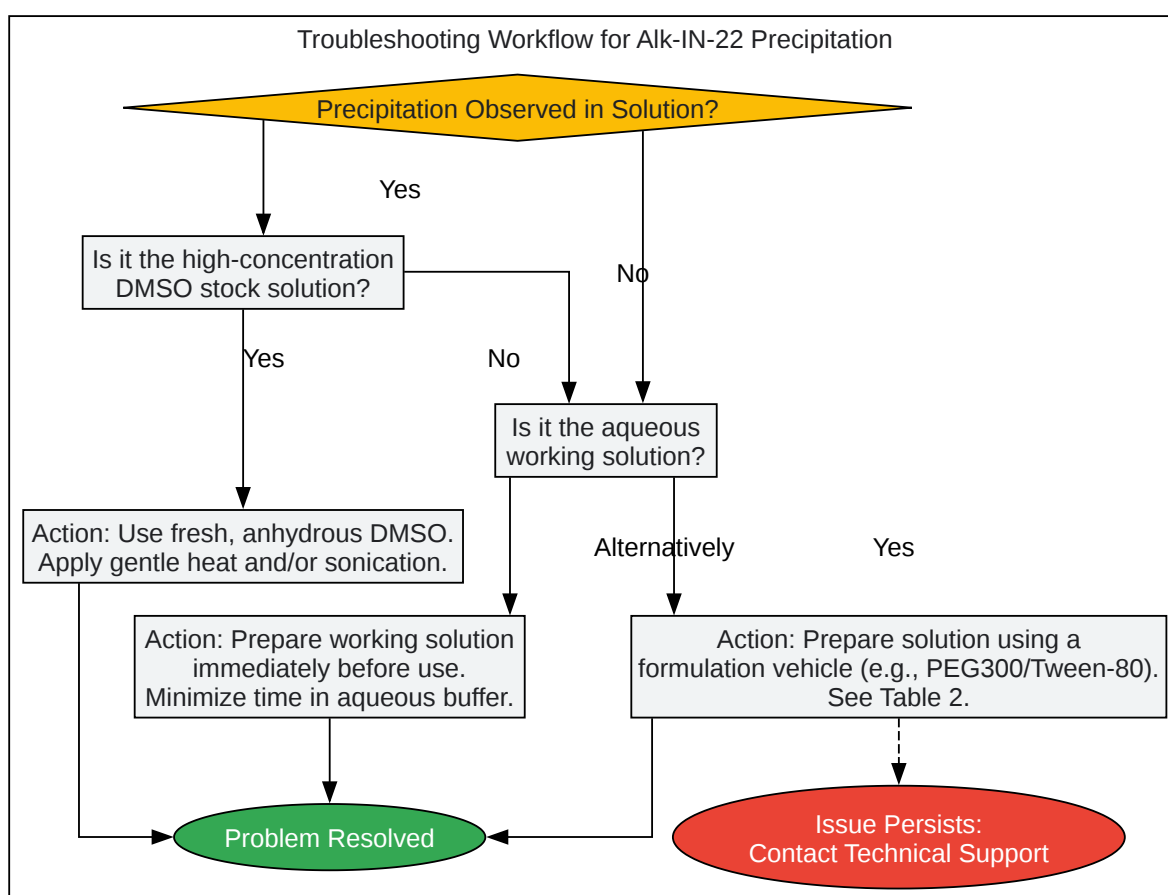 Troubleshooting Workflow for Alk-IN-22 Precipitation
Precipitation Observed in Solution?
Yes
Is it the high-concentration
DMSO stock solution?
No
Yes
No
Is it the aqueous
working solution?
Action: Use fresh, anhydrous DMSO.
Apply gentle heat and/or sonication.
Alternatively
Yes
Action: Prepare working solution
immediately before use.
Minimize time in aqueous buffer.
Action: Prepare solution using a
formulation vehicle (e.g., PEG300/Tween-80).
See Table 2.
Problem Resolved
Issue Persists:
Contact Technical Support